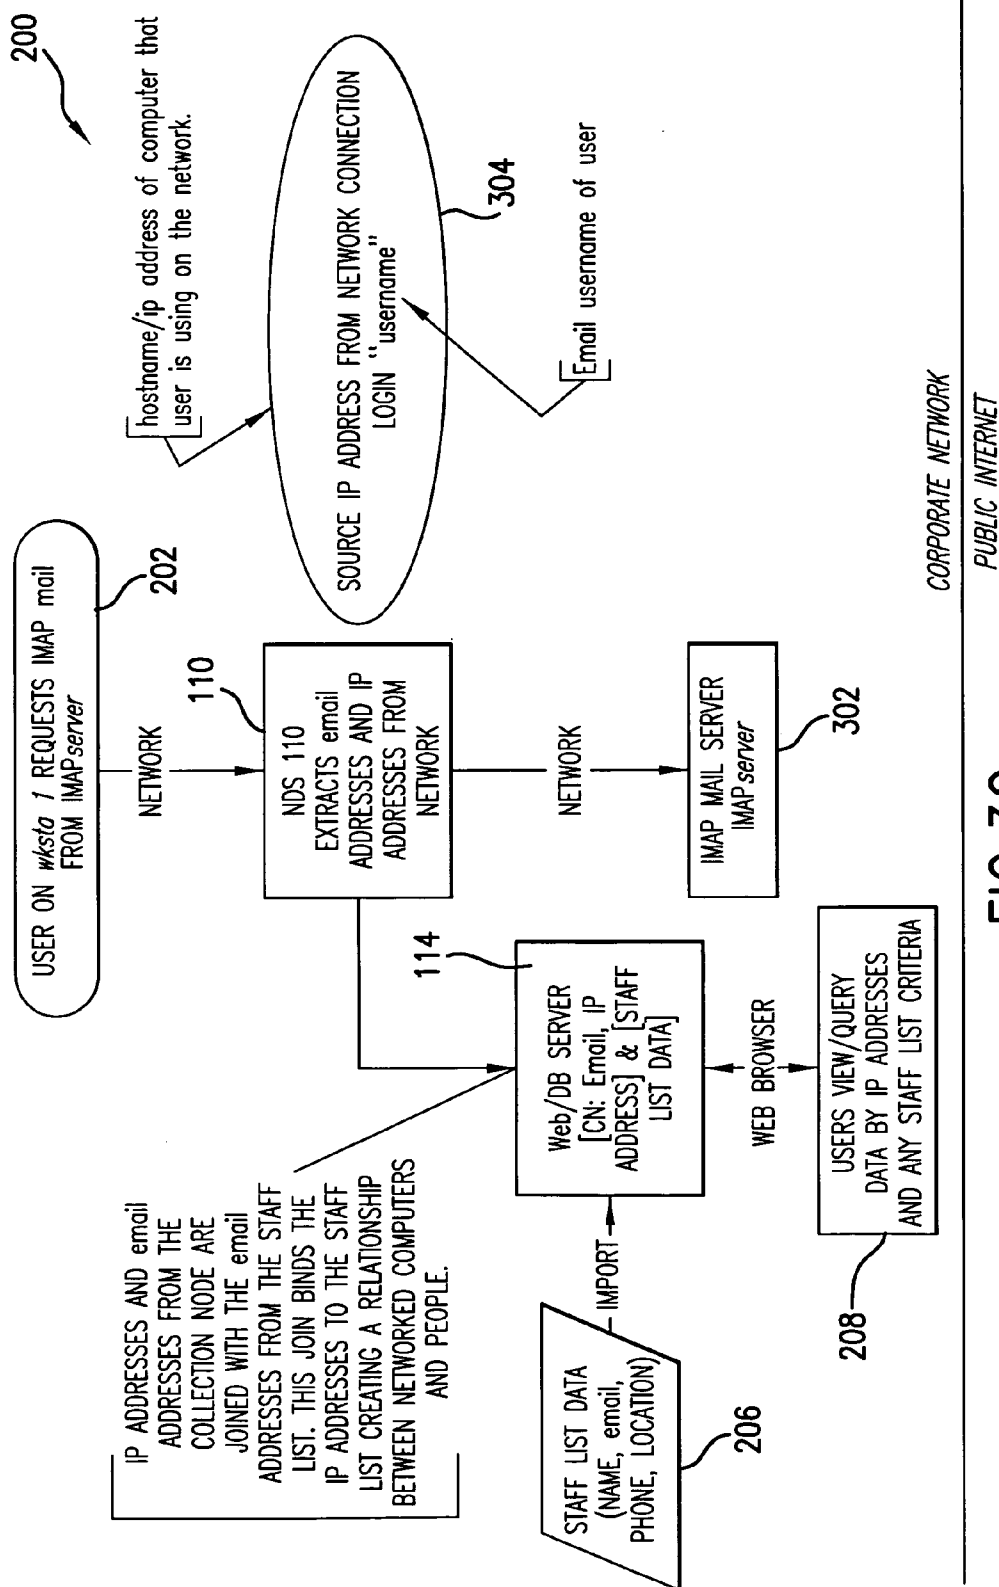 200
hostname/ip address of computer that
user is using on the network.
USER ON wksta 1 REQUESTS IMAP mail
FROM IMAPserver
202
NETWORK
SOURCE IP ADDRESS FROM NETWORK CONNECTION
LOGIN "username"
304
Email username of user
110
NDS 110
EXTRACTS email
ADDRESSES AND IP
ADDRESSES FROM
NETWORK
NETWORK
IMAP MAIL SERVER
IMAPserver
302
IP ADDRESSES AND email
ADDRESSES FROM THE
COLLECTION NODE ARE
JOINED WITH THE email
ADDRESSES FROM THE STAFF
LIST. THIS JOIN BINDS THE
IP ADDRESSES TO THE STAFF
LIST CREATING A RELATIONSHIP
BETWEEN NETWORKED COMPUTERS
AND PEOPLE.
114
Web/DB SERVER
[CN: Email, IP
ADDRESS] & [STAFF
LIST DATA]
STAFF LIST DATA
(NAME, email,
PHONE, LOCATION)
206
IMPORT
WEB BROWSER
USERS VIEW/QUERY
DATA BY IP ADDRESSES
AND ANY STAFF LIST CRITERIA
208
CORPORATE NETWORK
PUBLIC INTERNET